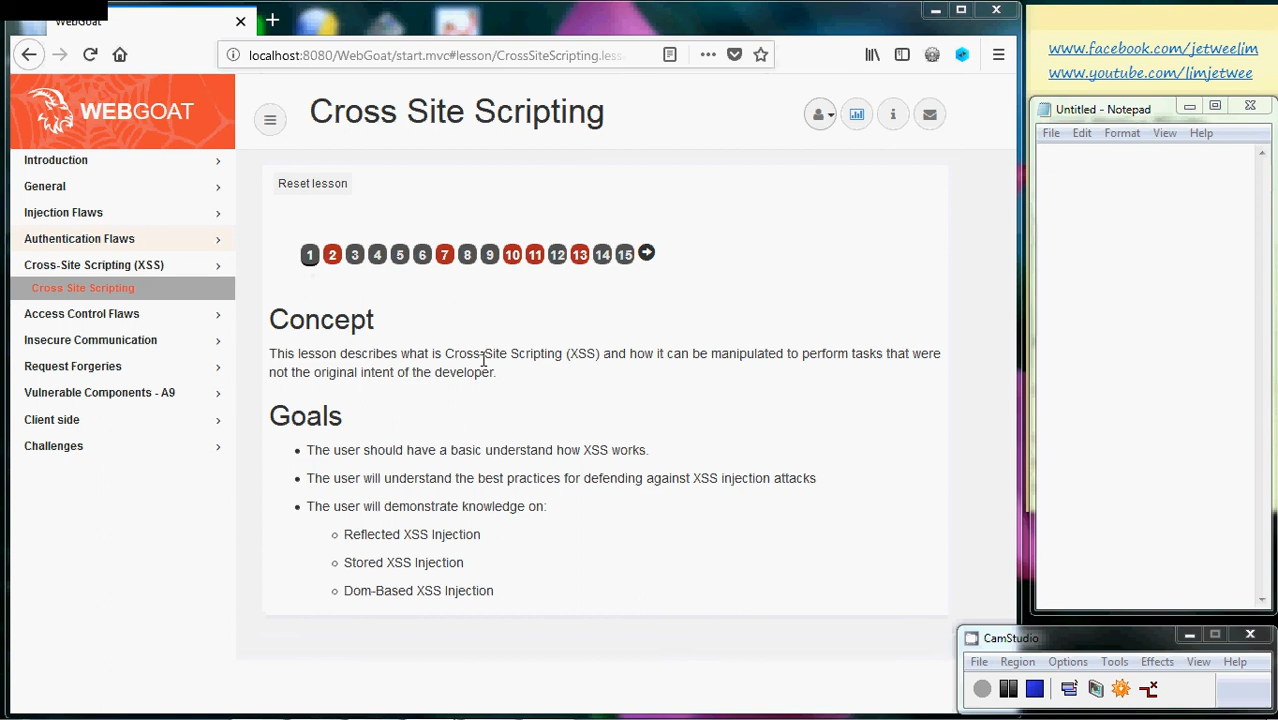 WebGoat
localhost:8080/WebGoat/start.mvc#lesson/CrossSiteScripting.less
WEBGOAT
Cross Site Scripting
Introduction
General
Injection Flaws
Authentication Flaws
Cross-Site Scripting (XSS)
Cross Site Scripting
Access Control Flaws
Insecure Communication
Request Forgeries
Vulnerable Components - A9
Client side
Challenges
Reset lesson
1 2 3 4 5 6 7 8 9 10 11 12 13 14 15
Concept
This lesson describes what is Cross-Site Scripting (XSS) and how it can be manipulated to perform tasks that were
not the original intent of the developer.
Goals
The user should have a basic understand how XSS works.
The user will understand the best practices for defending against XSS injection attacks
The user will demonstrate knowledge on:
Reflected XSS Injection
Stored XSS Injection
Dom-Based XSS Injection
www.facebook.com/jetweelim
www.youtube.com/limjetwee
Untitled - Notepad
File Edit Format View Help
CamStudio
File Region Options Tools Effects View Help